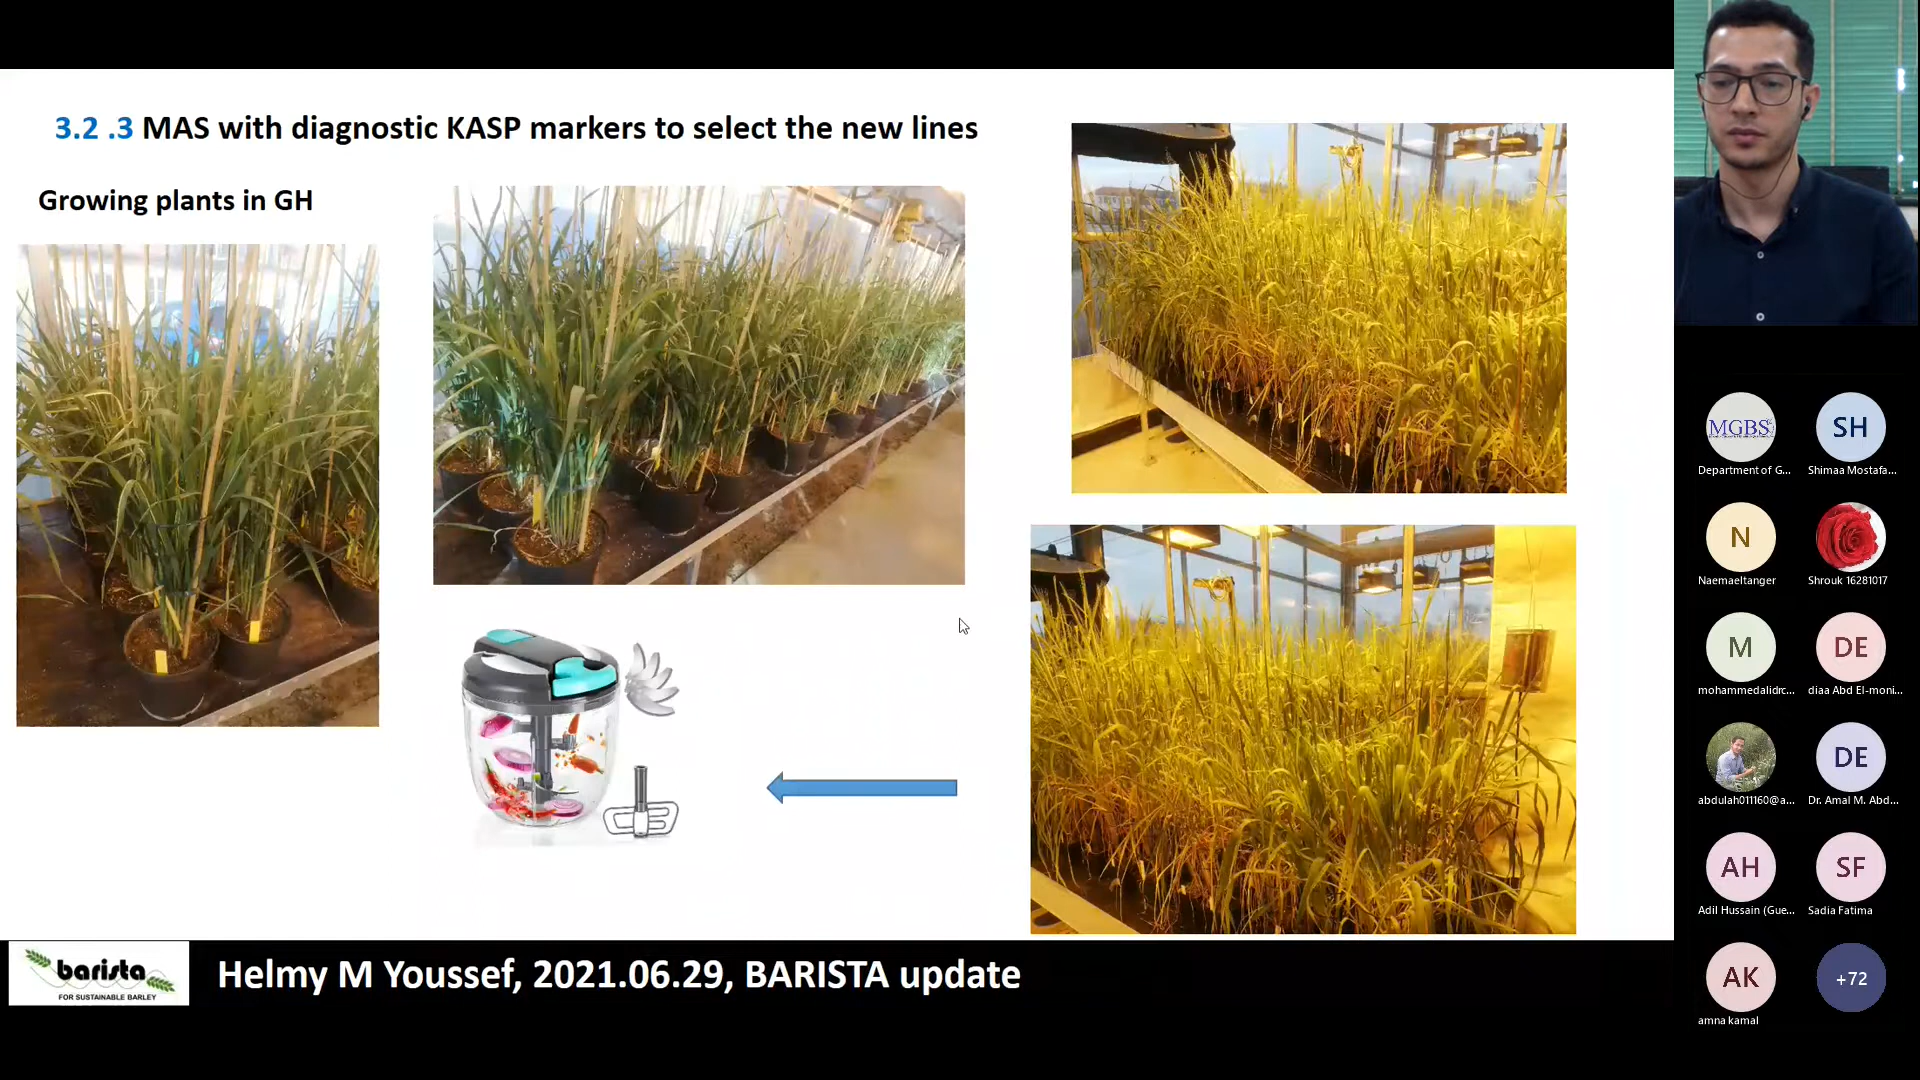 3.2 .3 MAS with diagnostic KASP markers to select the new lines
Growing plants in GH
barista
FOR SUSTAINABLE BARLEY
Helmy M Youssef, 2021.06.29, BARISTA update
MGBS
SH
Department of G...
Shimaa Mostafa...
N
Naemaeltanger
Shrouk 16281017
M
DE
mohammedalidrc...
diaa Abd El-moni...
DE
abdulah011160@a...
Dr. Amal M. Abd...
AH
SF
Adil Hussain (Gue...
Sadia Fatima
AK
+72
amna kamal